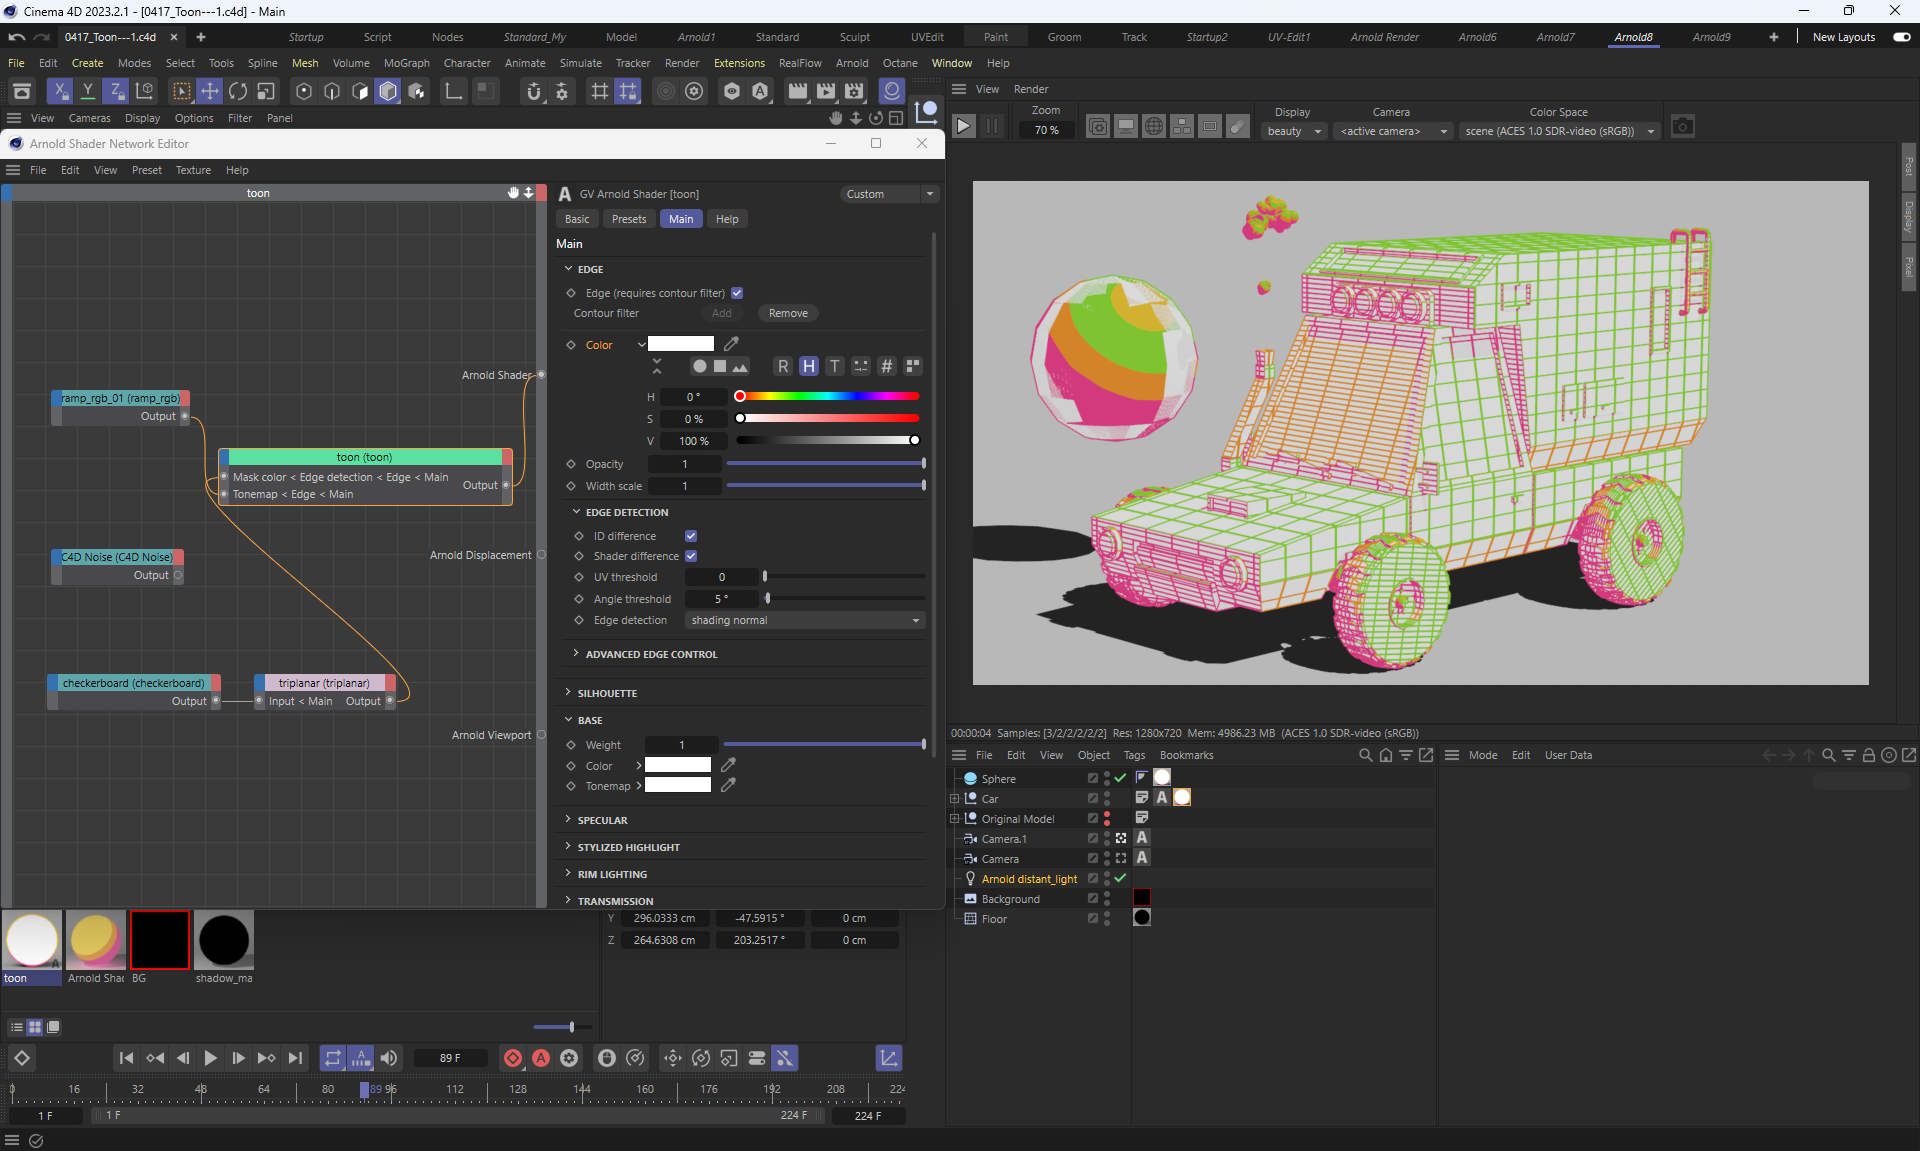 Cinema 4D 2023.2.1 - [0417_Toon---1.c4d] - Main
0417_Toon---1.c4d
Startup Script Nodes Standard_My Model Arnold1 Standard Sculpt UVEdit Paint Groom Track Startup2 UV-Edit1 Arnold Render Arnold6 Arnold7 Arnold8 Arnold9 New Layouts
File Edit Create Modes Select Tools Spline Mesh Volume MoGraph Character Animate Simulate Tracker Render Extensions RealFlow Arnold Octane Window Help
X Y Z
View Cameras Display Options Filter Panel
View Render
Zoom Display Camera Color Space
70 % beauty <active camera> scene (ACES 1.0 SDR-video (sRGB))
Post
Display
Pixel
Arnold Shader Network Editor
File Edit View Preset Texture Help
toon
Arnold Shader
ramp_rgb_01 (ramp_rgb)
Output
toon (toon)
Mask color < Edge detection < Edge < Main
Output
Tonemap < Edge < Main
Arnold Displacement
C4D Noise (C4D Noise)
Output
checkerboard (checkerboard)
Output
triplanar (triplanar)
Input < Main Output
Arnold Viewport
A GV Arnold Shader [toon] Custom
Basic Presets Main Help
Main
EDGE
Edge (requires contour filter)
Contour filter Add Remove
Color
R H T #
H 0 °
S 0 %
V 100 %
Opacity 1
Width scale 1
EDGE DETECTION
ID difference
Shader difference
UV threshold 0
Angle threshold 5 °
Edge detection shading normal
ADVANCED EDGE CONTROL
SILHOUETTE
BASE
Weight 1
Color
Tonemap
SPECULAR
STYLIZED HIGHLIGHT
RIM LIGHTING
TRANSMISSION
00:00:04 Samples: [3/2/2/2/2/2] Res: 1280x720 Mem: 4986.23 MB (ACES 1.0 SDR-video (sRGB))
File Edit View Object Tags Bookmarks
Mode Edit User Data
Sphere
Car A
Original Model
Camera.1 A
Camera A
Arnold distant_light
Background
Floor
Y 296.0333 cm -47.5915 ° 0 cm
Z 264.6308 cm 203.2517 ° 0 cm
toon Arnold Shac BG shadow_ma
89 F
0 16 32 48 64 80 89 96 112 128 144 160 176 192 208 224
1 F 1 F 224 F 224 F